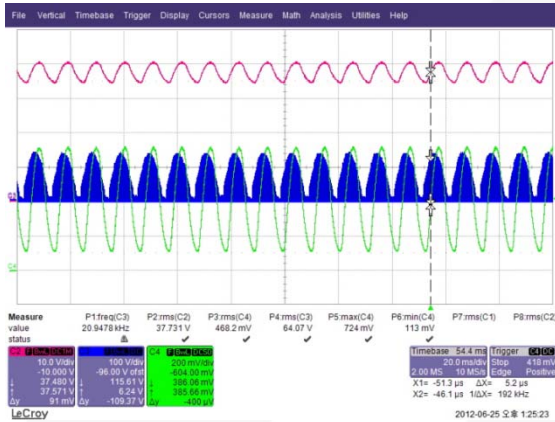 File Vertical Timebase Trigger Display Cursors Measure Math Analysis Utilities Help
C4
Measure P1:freq(C3) P2:rms(C2) P3:rms(C4) P4:rms(C3) P5:max(C4) P6:min(C4) P7:rms(C1) P8:rms(C2)
value 20.9478 kHz 37.731 V 468.2 mV 64.07 V 724 mV 113 mV
status
C2
10.0 V/div
-10.000 V
↓ 37.480 V
↑ 37.571 V
Δy 91 mV
100 V/div
-96.00 V ofst
↓ 115.61 V
↑ 6.24 V
Δy -109.37 V
C4
200 mV/div
-604.00 mV
↓ 386.06 mV
↑ 385.66 mV
Δy -400 µV
Timebase 54.4 ms
20.0 ms/div
2.00 MS 10 MS/s
Trigger C4 DC
Stop 418 mV
Edge Positive
X1= -51.3 µs ΔX= 5.2 µs
X2= -46.1 µs 1/ΔX= 192 kHz
LeCroy
2012-06-25 오후 1:25:23